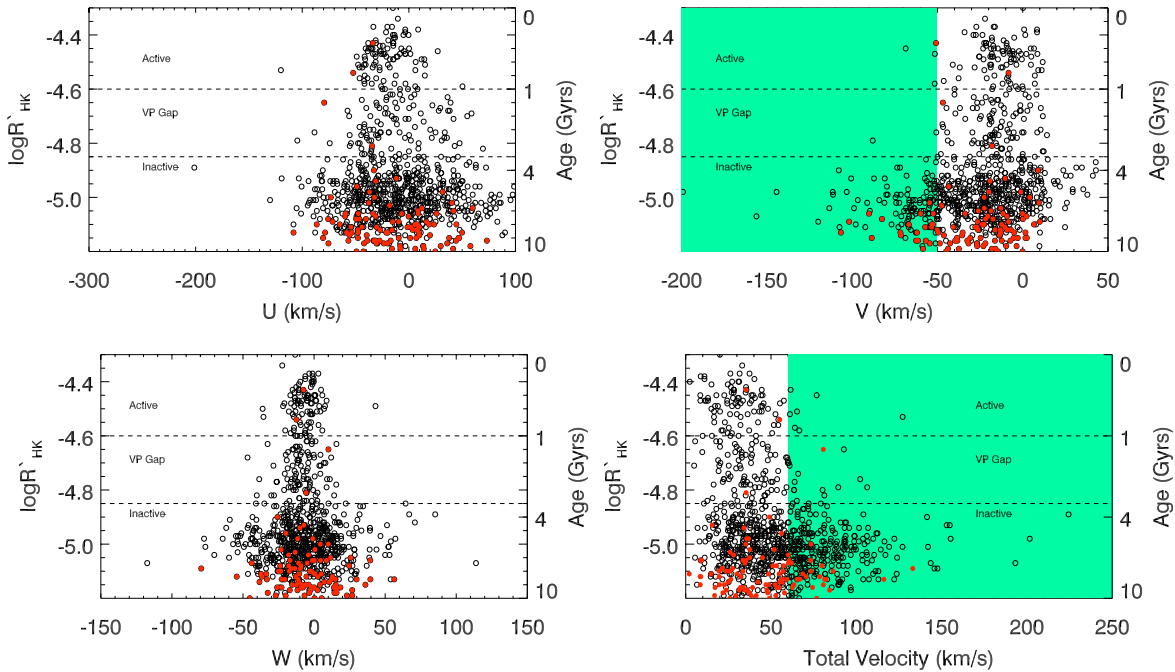 -4.4
-4.6
-4.8
-5.0
logR`HK
Active
VP Gap
Inactive
0
1
4
10
Age (Gyrs)
-300
-200
-100
0
100
U (km/s)
-4.4
-4.6
-4.8
-5.0
logR`HK
Active
VP Gap
Inactive
0
1
4
10
Age (Gyrs)
-200
-150
-100
-50
0
50
V (km/s)
-4.4
-4.6
-4.8
-5.0
logR`HK
Active
VP Gap
Inactive
0
1
4
10
Age (Gyrs)
-150
-100
-50
0
50
100
150
W (km/s)
-4.4
-4.6
-4.8
-5.0
logR`HK
Active
VP Gap
Inactive
0
1
4
10
Age (Gyrs)
0
50
100
150
200
250
Total Velocity (km/s)